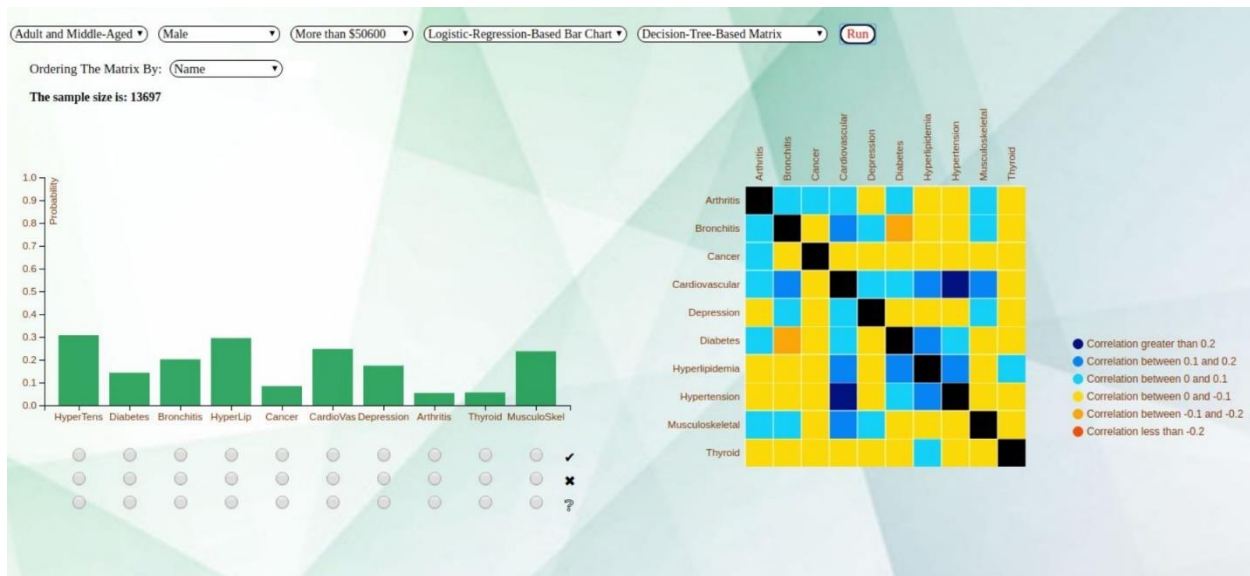 Adult and Middle-Aged Male More than $50600 Logistic-Regression-Based Bar Chart Decision-Tree-Based Matrix Run
Ordering The Matrix By: Name
The sample size is: 13697
1.0
0.9
0.8
0.7
0.6
0.5
0.4
0.3
0.2
0.1
0.0
Probability
HyperTens Diabetes Bronchitis HyperLip Cancer CardioVas Depression Arthritis Thyroid MusculoSkel
Arthritis Bronchitis Cancer Cardiovascular Depression Diabetes Hyperlipidemia Hypertension Musculoskeletal Thyroid
Arthritis
Bronchitis
Cancer
Cardiovascular
Depression
Diabetes
Hyperlipidemia
Hypertension
Musculoskeletal
Thyroid
Correlation greater than 0.2
Correlation between 0.1 and 0.2
Correlation between 0 and 0.1
Correlation between 0 and -0.1
Correlation between -0.1 and -0.2
Correlation less than -0.2